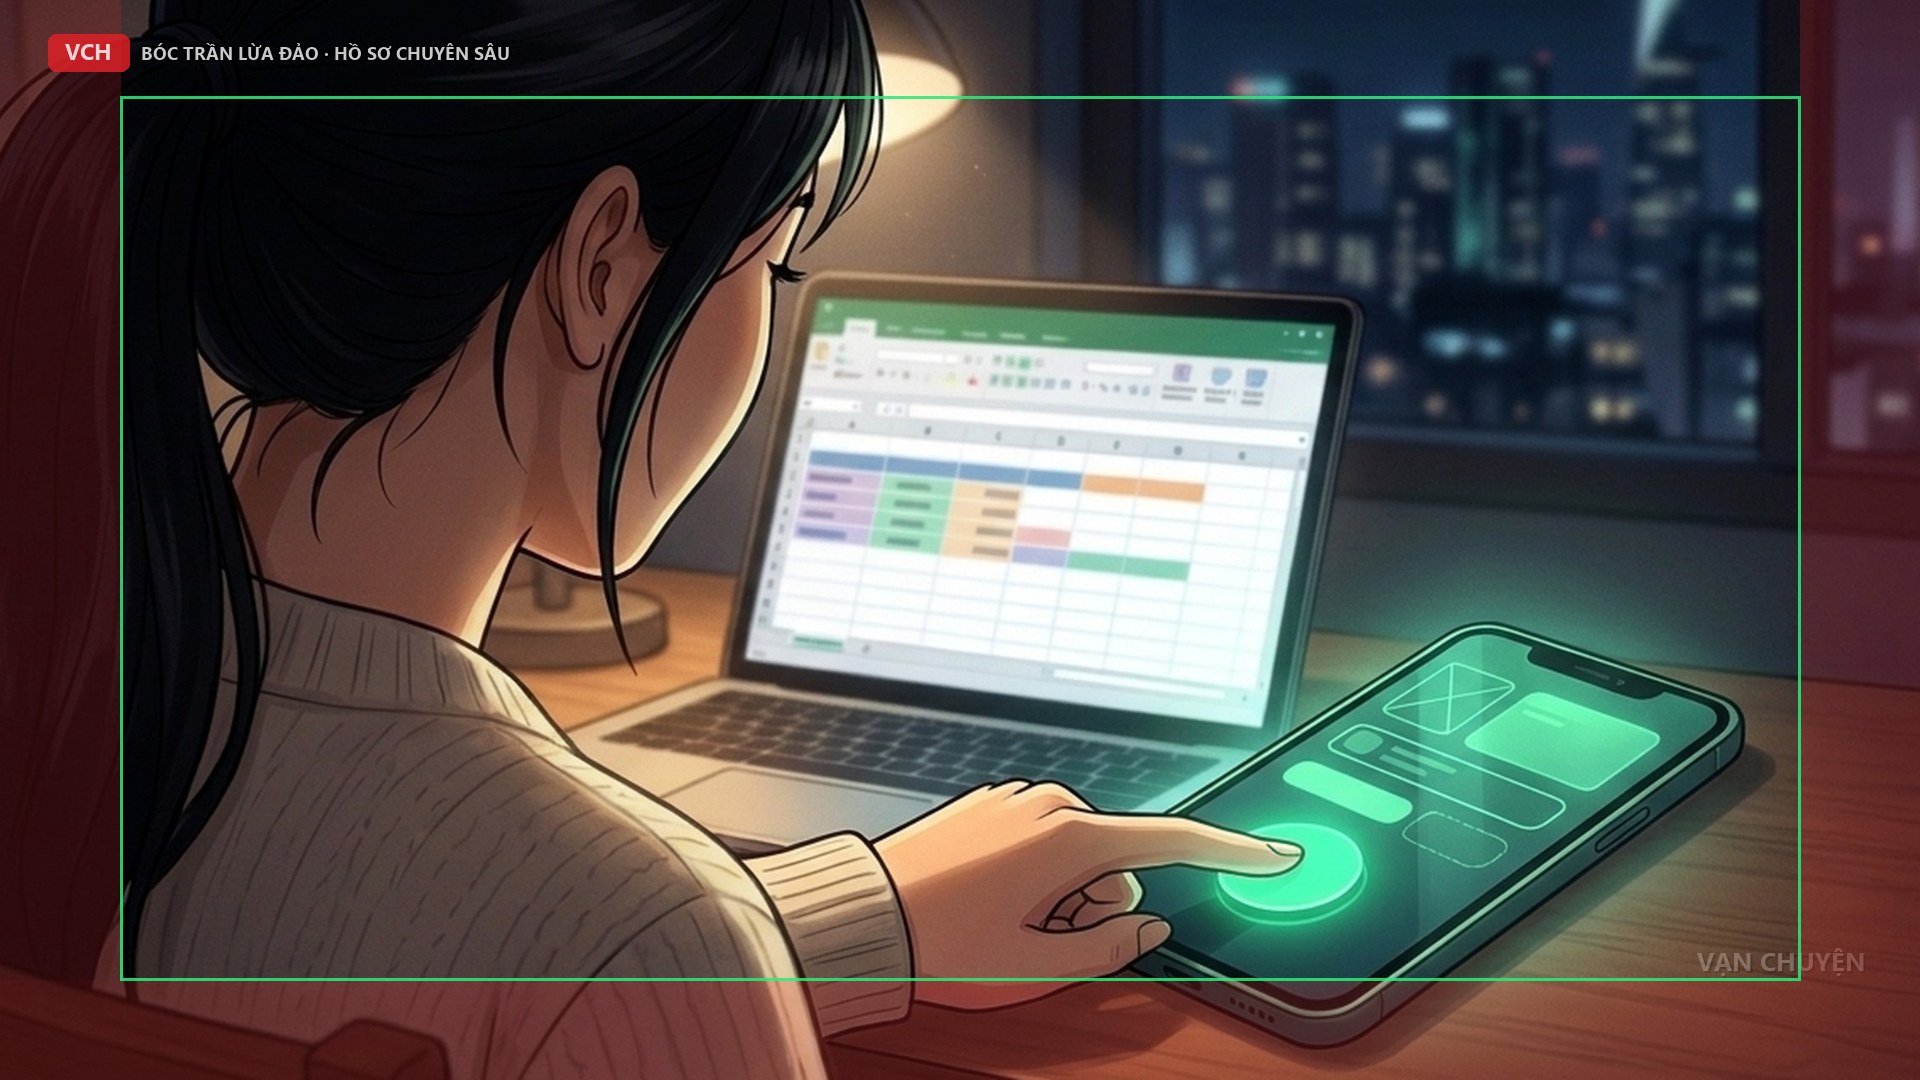 VCH BÓC TRẦN LỪA ĐẢO · HỒ SƠ CHUYÊN SÂU
VẠN CHUYỆN